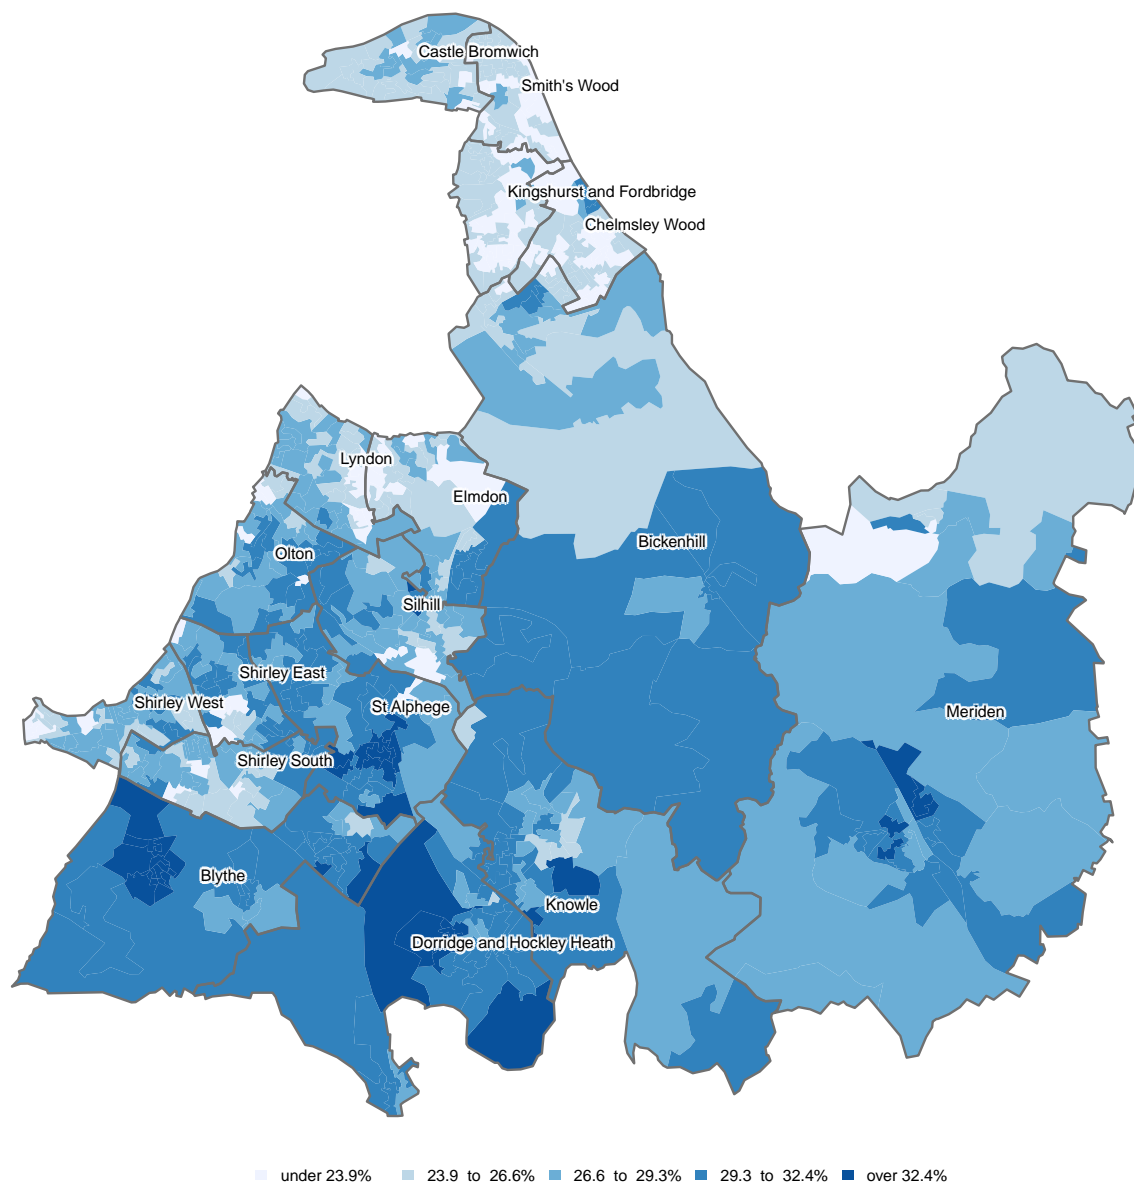 Castle Bromwich
Smith's Wood
Kingshurst and Fordbridge
Chelmsley Wood
Lyndon
Elmdon
Bickenhill
Olton
Silhill
Shirley East
Shirley West
St Alphege
Meriden
Shirley South
Blythe
Knowle
Dorridge and Hockley Heath
under 23.9% 23.9 to 26.6% 26.6 to 29.3% 29.3 to 32.4% over 32.4%